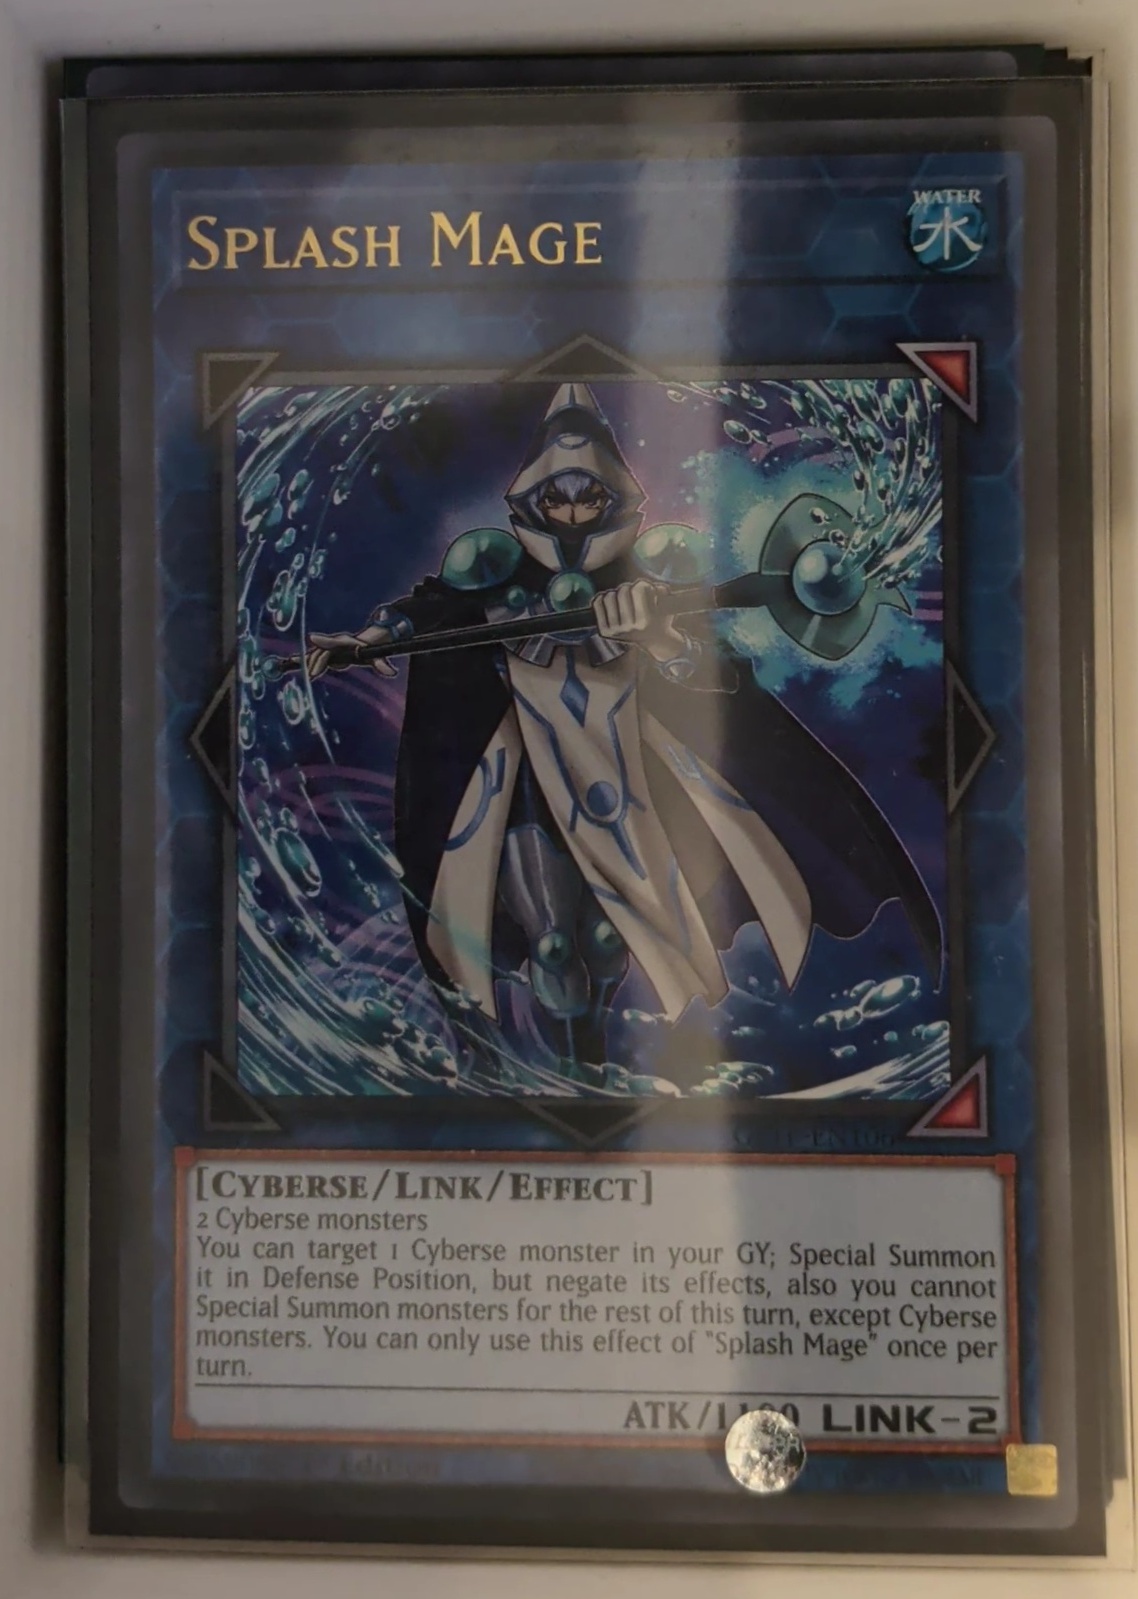 SPLASH MAGE
WATER
水
[CYBERSE/LINK/EFFECT]
2 Cyberse monsters
You can target 1 Cyberse monster in your GY; Special Summon
it in Defense Position, but negate its effects, also you cannot
Special Summon monsters for the rest of this turn, except Cyberse
monsters. You can only use this effect of "Splash Mage" once per
turn.
ATK/1100 LINK-2
Edition